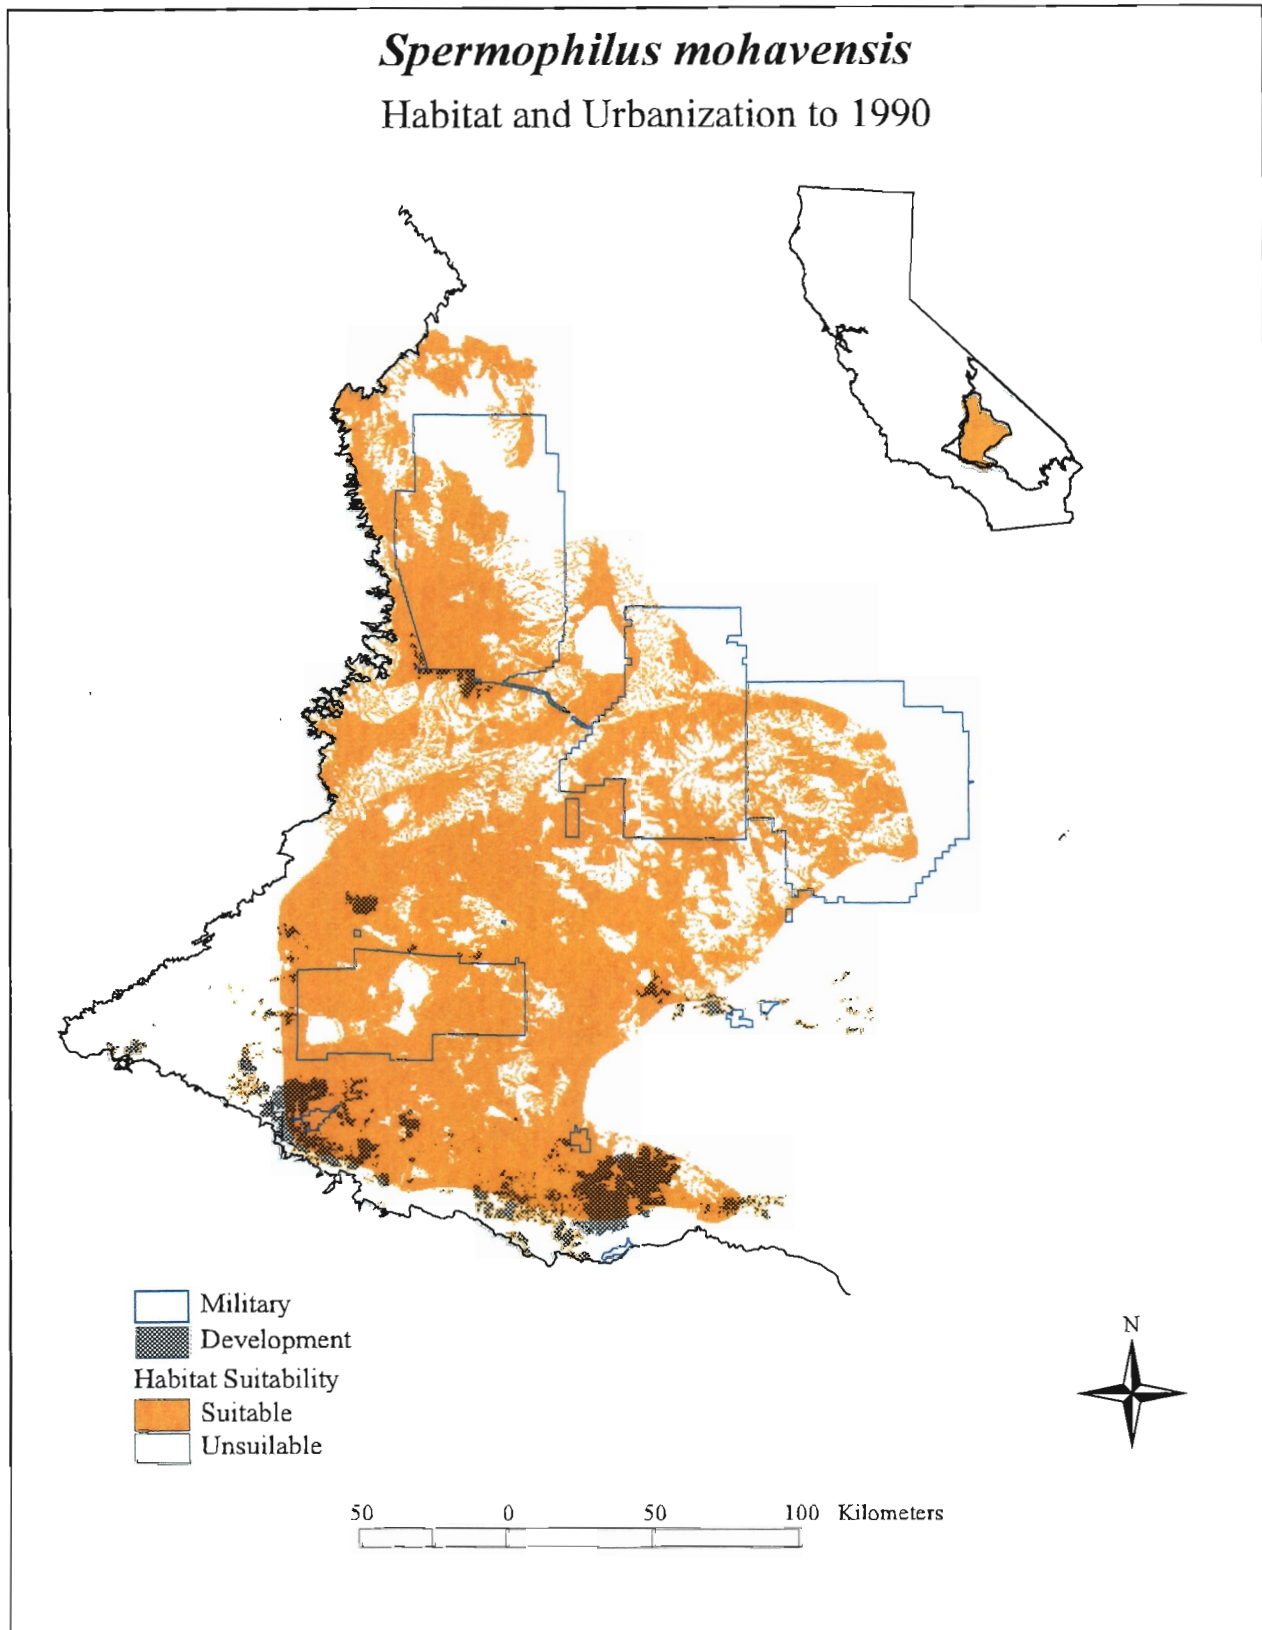 Spermophilus mohavensis
Habitat and Urbanization to 1990
Military
Development
Habitat Suitability
Suitable
Unsuilable
N
50 0 50 100 Kilometers